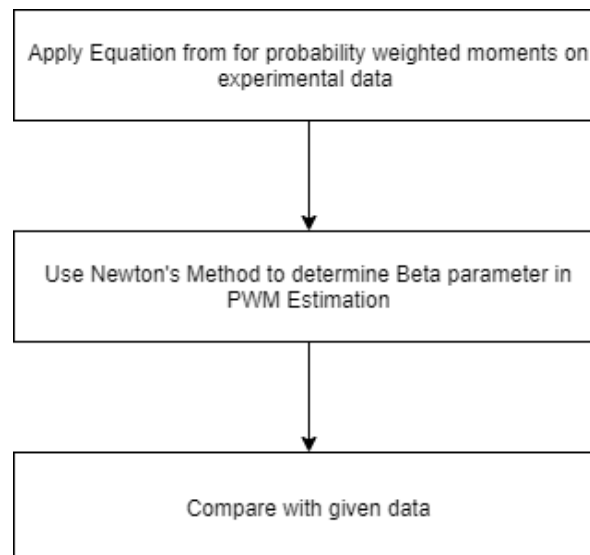 Apply Equation from for probability weighted moments on
experimental data
Use Newton's Method to determine Beta parameter in
PWM Estimation
Compare with given data